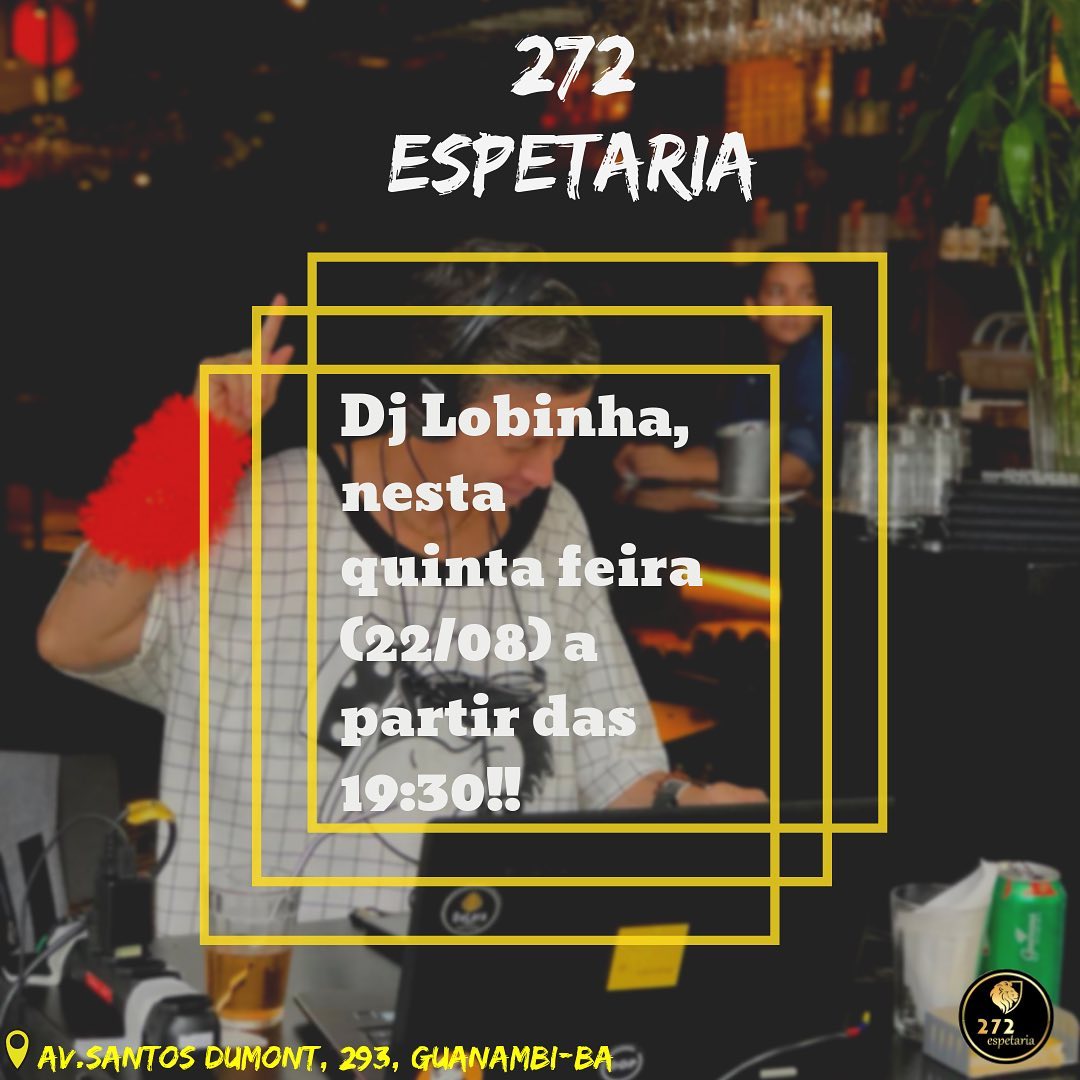 272
ESPETARIA
Dj Lobinha,
nesta
quinta feira
(22/08) a
partir das
19:30!!
AV.SANTOS DUMONT, 293, GUANAMBI-BA
272
espetaria